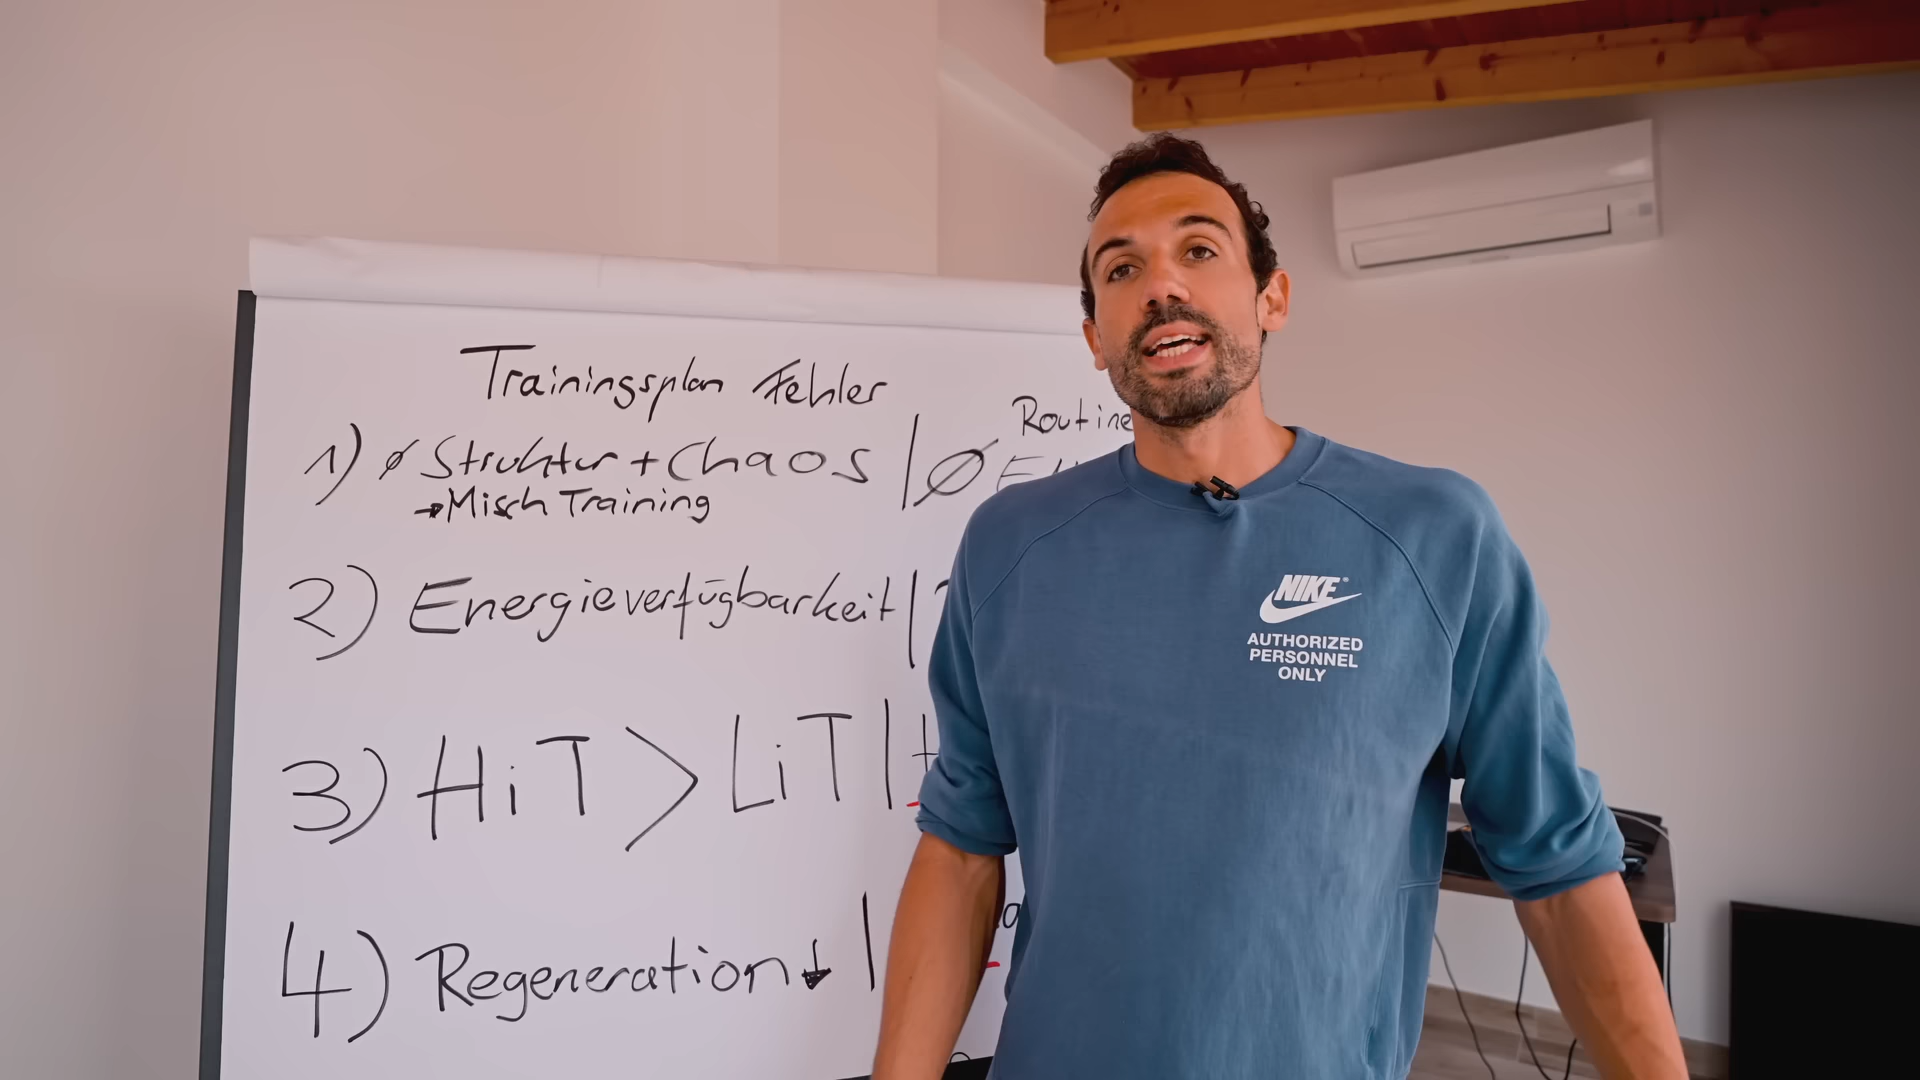 Trainingsplan Fehler
Routine
1) ∅ Struktur + Chaos | ∅
→ Misch Training
2) Energieverfügbarkeit |
3) HiT > LiT |
4) Regeneration ↓ |
NIKE
AUTHORIZED
PERSONNEL
ONLY